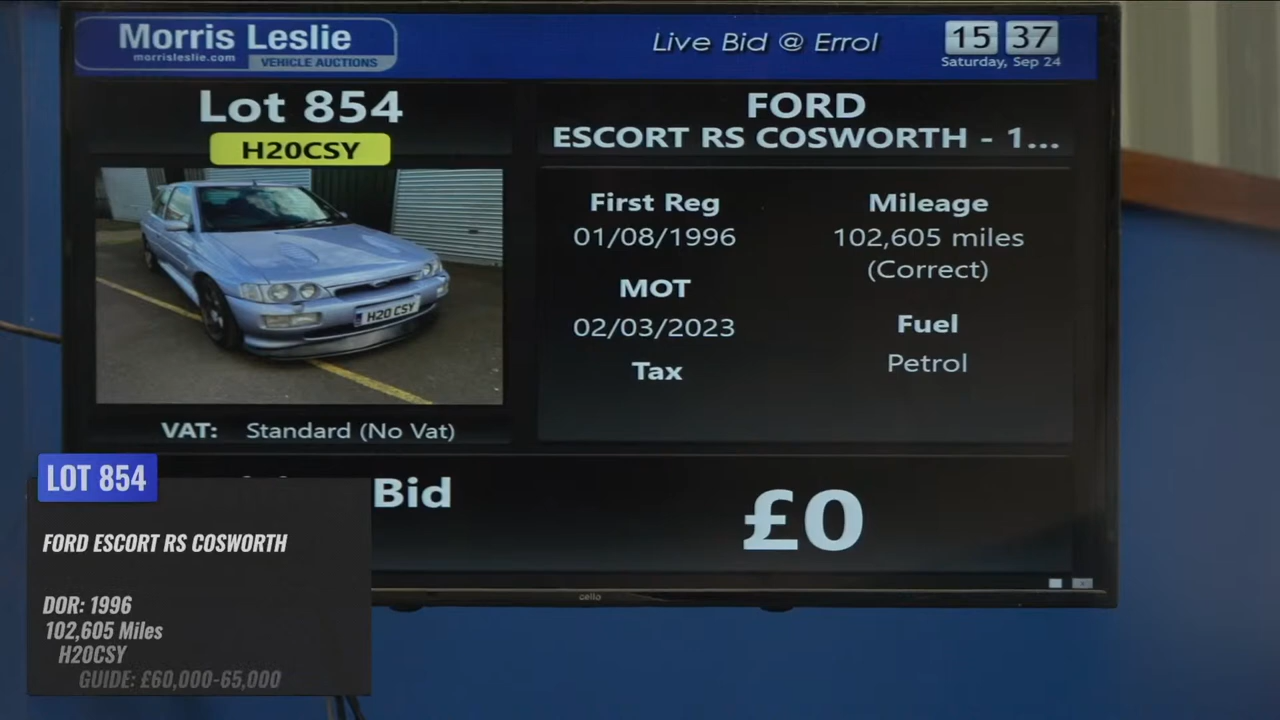 Morris Leslie
morrisleslie.com
VEHICLE AUCTIONS
Live Bid @ Errol
15 37
Saturday, Sep 24
Lot 854
H20CSY
FORD
ESCORT RS COSWORTH - 1...
H20 CSY
First Reg
01/08/1996
Mileage
102,605 miles
(Correct)
MOT
02/03/2023
Fuel
Petrol
Tax
VAT: Standard (No Vat)
Bid
£0
cello
LOT 854
FORD ESCORT RS COSWORTH
DOR: 1996
102,605 Miles
H20CSY
GUIDE: £60,000-65,000